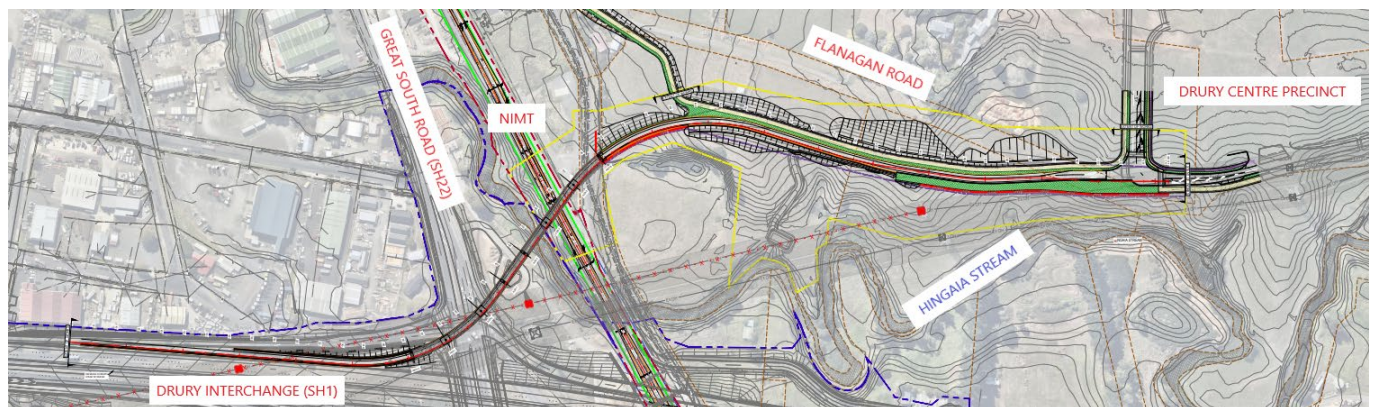 GREAT SOUTH ROAD (SH22)
NIMT
FLANAGAN ROAD
DRURY CENTRE PRECINCT
HINGAIA STREAM
DRURY INTERCHANGE (SH1)